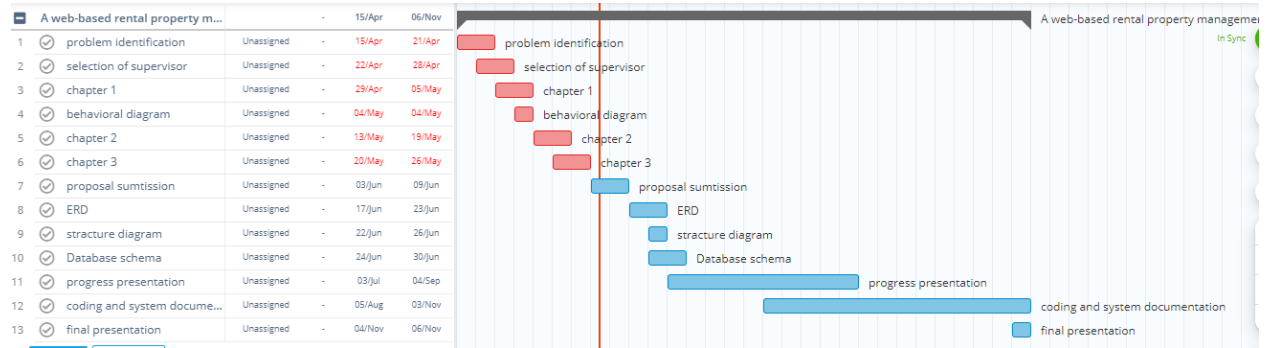 A web-based rental property m... - 15/Apr 06/Nov A web-based rental property managemen
In Sync
1 problem identification Unassigned - 15/Apr 21/Apr problem identification
2 selection of supervisor Unassigned - 22/Apr 28/Apr selection of supervisor
3 chapter 1 Unassigned - 29/Apr 05/May chapter 1
4 behavioral diagram Unassigned - 04/May 04/May behavioral diagram
5 chapter 2 Unassigned - 13/May 19/May chapter 2
6 chapter 3 Unassigned - 20/May 26/May chapter 3
7 proposal sumtission Unassigned - 03/Jun 09/Jun proposal sumtission
8 ERD Unassigned - 17/Jun 23/Jun ERD
9 stracture diagram Unassigned - 22/Jun 26/Jun stracture diagram
10 Database schema Unassigned - 24/Jun 30/Jun Database schema
11 progress presentation Unassigned - 03/Jul 04/Sep progress presentation
12 coding and system docume... Unassigned - 05/Aug 03/Nov coding and system documentation
13 final presentation Unassigned - 04/Nov 06/Nov final presentation